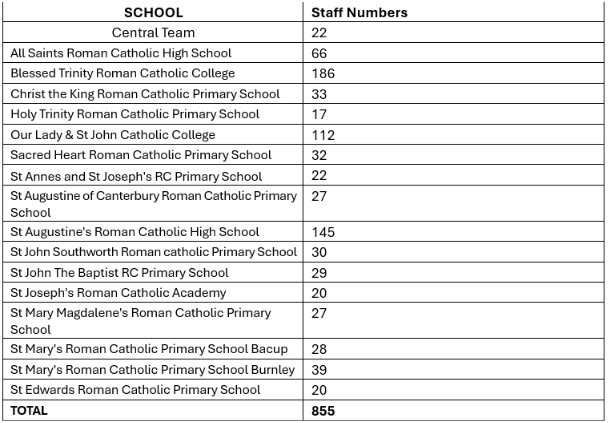 SCHOOL Staff Numbers
Central Team 22
All Saints Roman Catholic High School 66
Blessed Trinity Roman Catholic College 186
Christ the King Roman Catholic Primary School 33
Holy Trinity Roman Catholic Primary School 17
Our Lady & St John Catholic College 112
Sacred Heart Roman Catholic Primary School 32
St Annes and St Joseph's RC Primary School 22
St Augustine of Canterbury Roman Catholic Primary 27
School
St Augustine's Roman Catholic High School 145
St John Southworth Roman catholic Primary School 30
St John The Baptist RC Primary School 29
St Joseph's Roman Catholic Academy 20
St Mary Magdalene's Roman Catholic Primary 27
School
St Mary's Roman Catholic Primary School Bacup 28
St Mary's Roman Catholic Primary School Burnley 39
St Edwards Roman Catholic Primary School 20
TOTAL 855